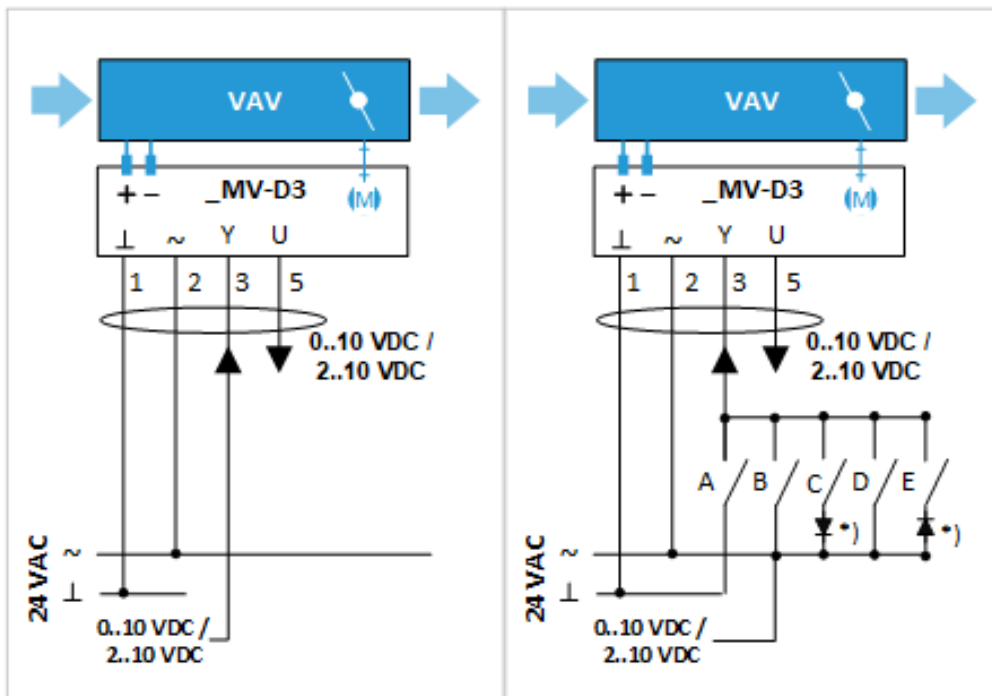 VAV
+ − _MV-D3 (M)
⊥ ~ Y U
1 2 3 5
0..10 VDC /
2..10 VDC
24 VAC
~
⊥
0..10 VDC /
2..10 VDC
VAV
+ − _MV-D3 (M)
⊥ ~ Y U
1 2 3 5
0..10 VDC /
2..10 VDC
A B C D E
*) *)
24 VAC
~
⊥
0..10 VDC /
2..10 VDC